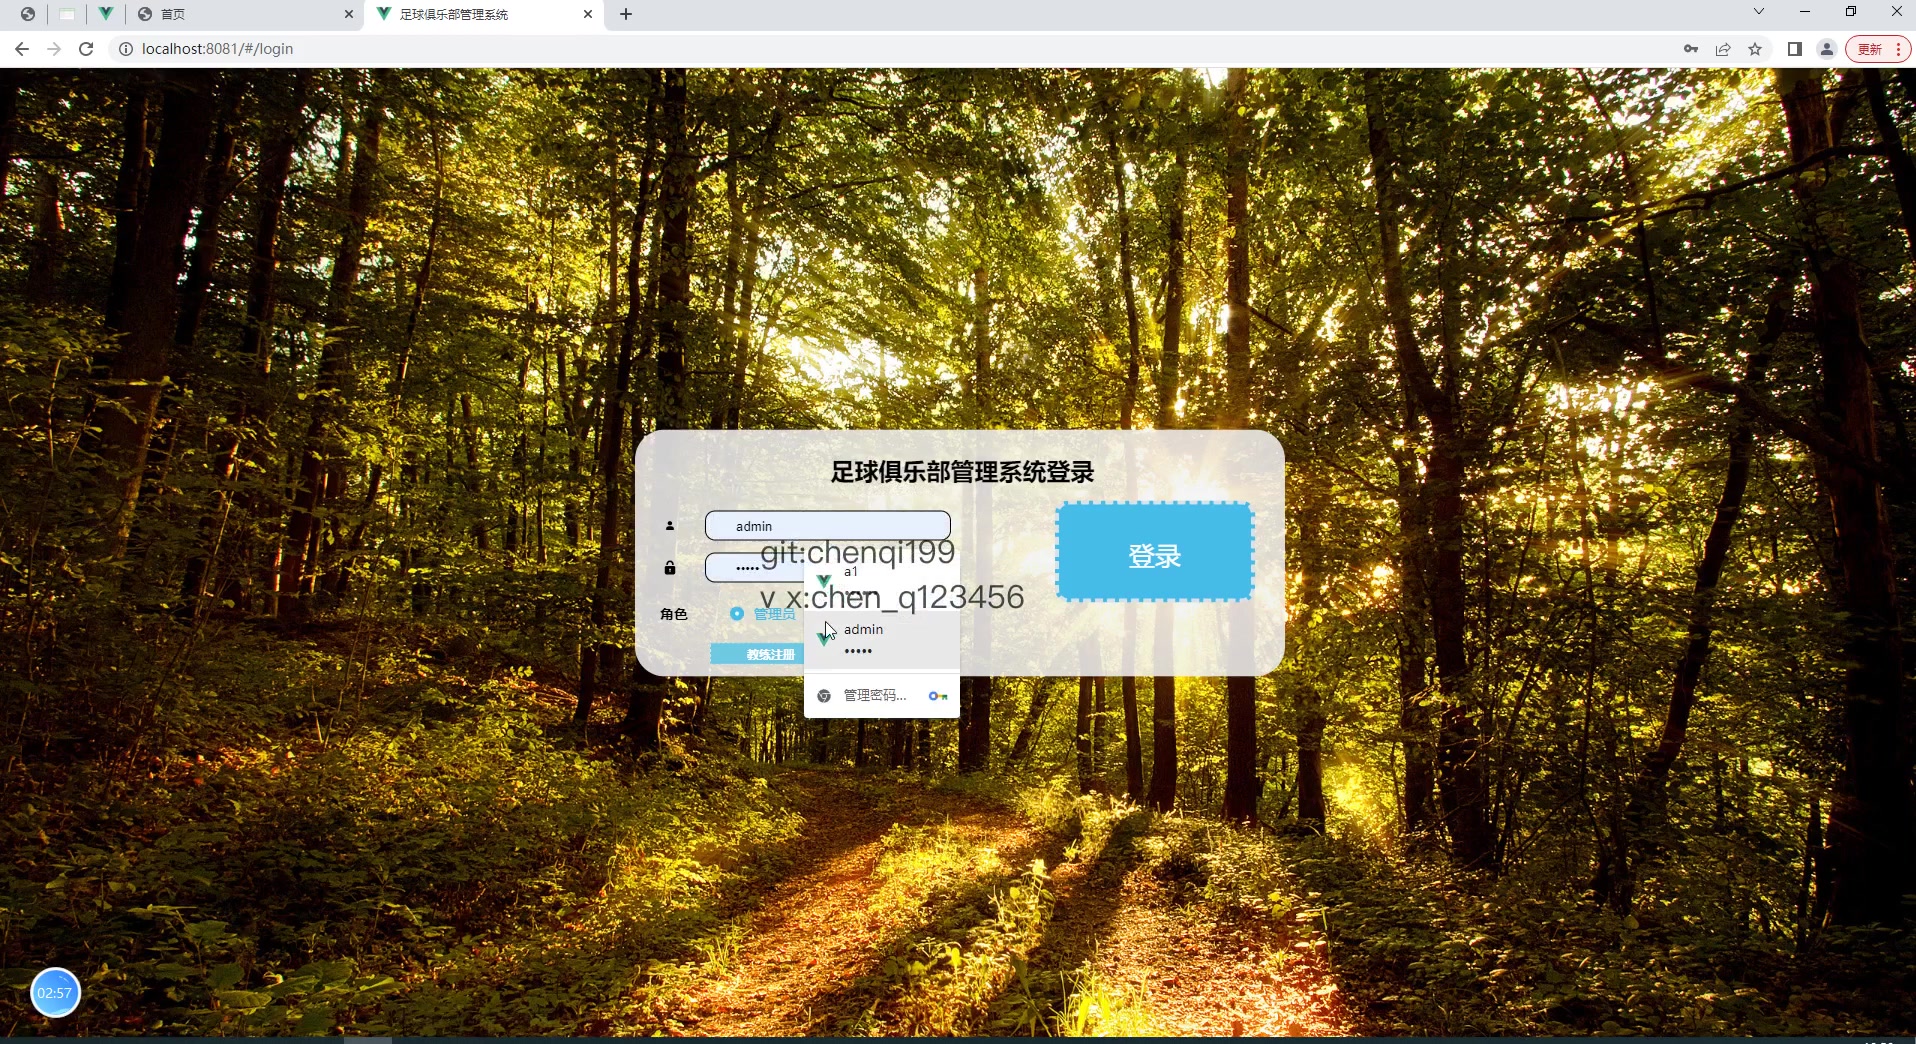 首页
足球俱乐部管理系统
localhost:8081/#/login
更新
足球俱乐部管理系统登录
admin
•••••
登录
git:chenqi199
a1
v x:chen_q123456
角色
管理员
admin
•••••
教练注册
管理密码...
02:57